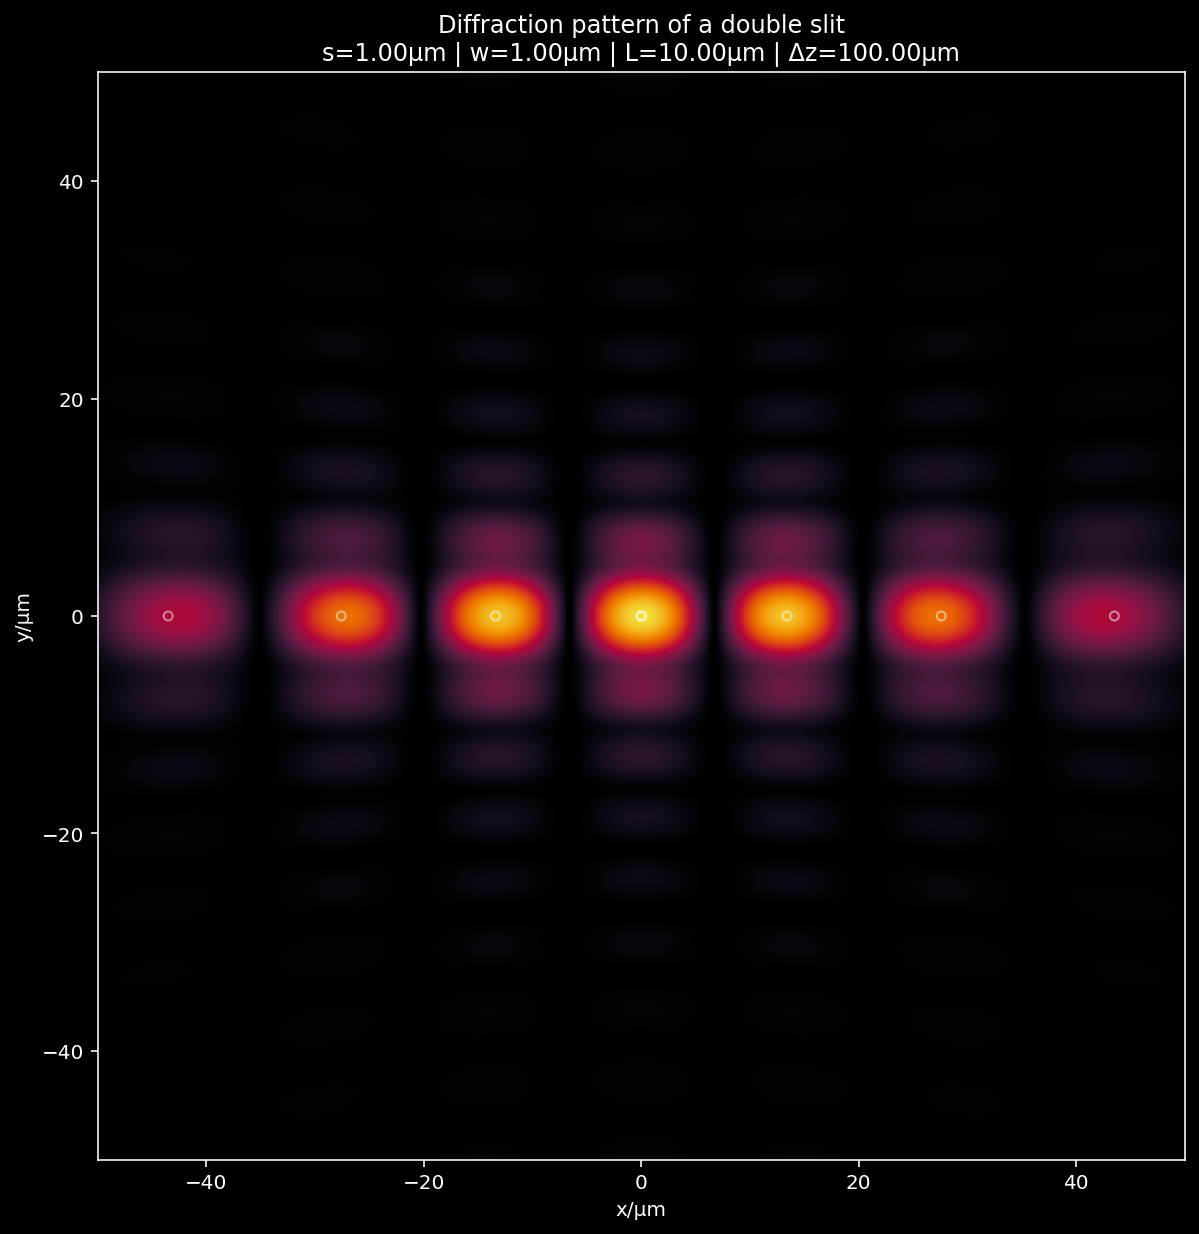 Diffraction pattern of a double slit
s=1.00μm | w=1.00μm | L=10.00μm | Δz=100.00μm
40
20
0
−20
−40
y/μm
−40
−20
0
20
40
x/μm